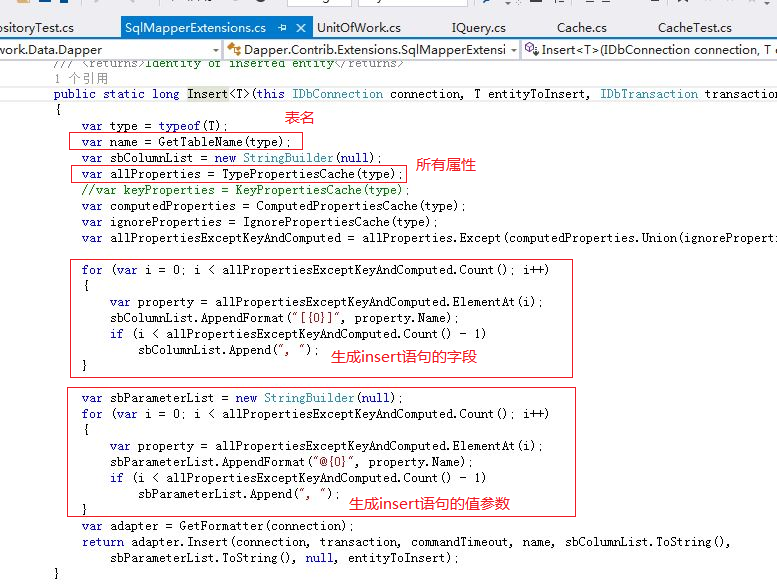 ositoryTest.cs SqlMapperExtensions.cs UnitOfWork.cs IQuery.cs Cache.cs CacheTest.cs
work.Data.Dapper Dapper.Contrib.Extensions.SqlMapperExtensi Insert<T>(IDbConnection connection, T e
/// <returns>Identity of inserted entity</returns>
1 个引用
public static long Insert<T>(this IDbConnection connection, T entityToInsert, IDbTransaction transaction
{
var type = typeof(T);
表名
var name = GetTableName(type);
var sbColumnList = new StringBuilder(null);
所有属性
var allProperties = TypePropertiesCache(type);
//var keyProperties = KeyPropertiesCache(type);
var computedProperties = ComputedPropertiesCache(type);
var ignoreProperties = IgnorePropertiesCache(type);
var allPropertiesExceptKeyAndComputed = allProperties.Except(computedProperties.Union(ignoreProperti
for (var i = 0; i < allPropertiesExceptKeyAndComputed.Count(); i++)
{
var property = allPropertiesExceptKeyAndComputed.ElementAt(i);
sbColumnList.AppendFormat("[{0}]", property.Name);
if (i < allPropertiesExceptKeyAndComputed.Count() - 1)
sbColumnList.Append(", ");
生成insert语句的字段
}
var sbParameterList = new StringBuilder(null);
for (var i = 0; i < allPropertiesExceptKeyAndComputed.Count(); i++)
{
var property = allPropertiesExceptKeyAndComputed.ElementAt(i);
sbParameterList.AppendFormat("@{0}", property.Name);
if (i < allPropertiesExceptKeyAndComputed.Count() - 1)
sbParameterList.Append(", ");
生成insert语句的值参数
}
var adapter = GetFormatter(connection);
return adapter.Insert(connection, transaction, commandTimeout, name, sbColumnList.ToString(),
sbParameterList.ToString(), null, entityToInsert);
}